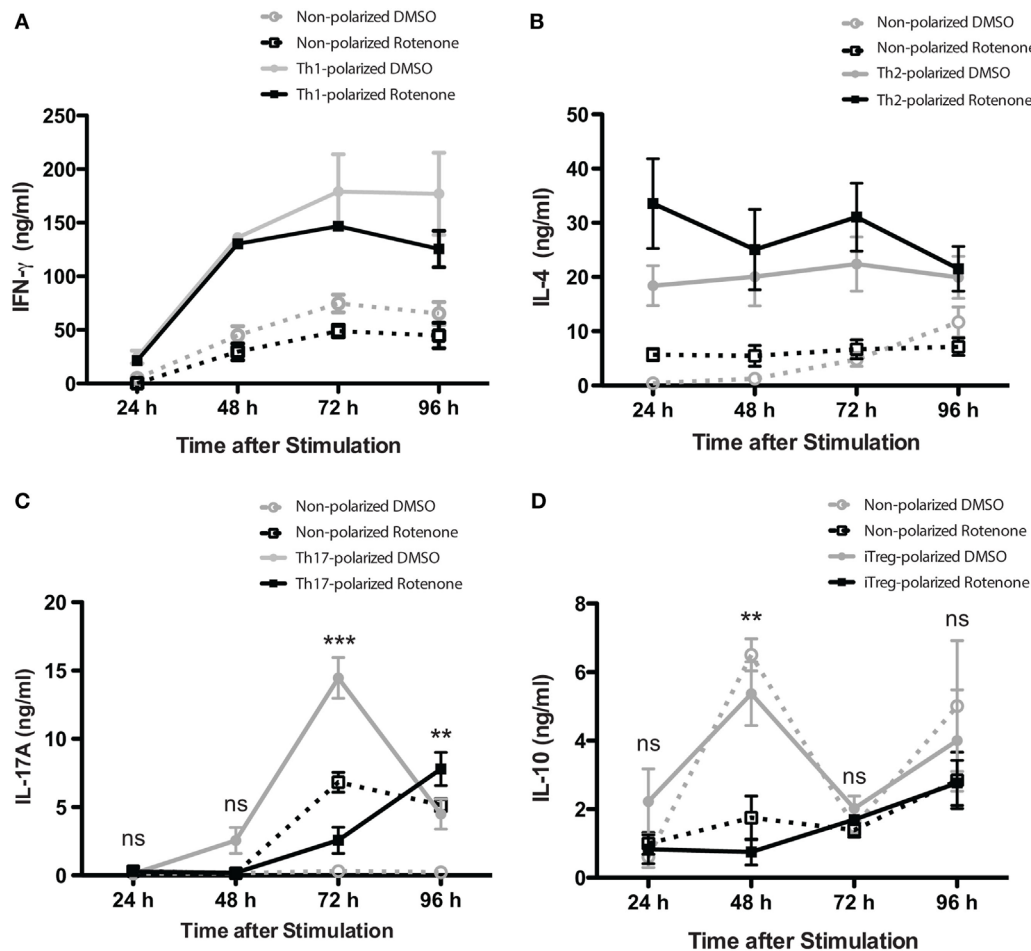 A
Non-polarized DMSO
Non-polarized Rotenone
Th1-polarized DMSO
Th1-polarized Rotenone
250
200
150
100
50
0
IFN-γ (ng/ml)
24 h 48 h 72 h 96 h
Time after Stimulation
B
Non-polarized DMSO
Non-polarized Rotenone
Th2-polarized DMSO
Th2-polarized Rotenone
50
40
30
20
10
0
IL-4 (ng/ml)
24 h 48 h 72 h 96 h
Time after Stimulation
C
Non-polarized DMSO
Non-polarized Rotenone
Th17-polarized DMSO
Th17-polarized Rotenone
20
15
10
5
0
IL-17A (ng/ml)
ns
ns
***
**
24 h 48 h 72 h 96 h
Time after Stimulation
D
Non-polarized DMSO
Non-polarized Rotenone
iTreg-polarized DMSO
iTreg-polarized Rotenone
8
6
4
2
0
IL-10 (ng/ml)
ns
**
ns
ns
24 h 48 h 72 h 96 h
Time after Stimulation